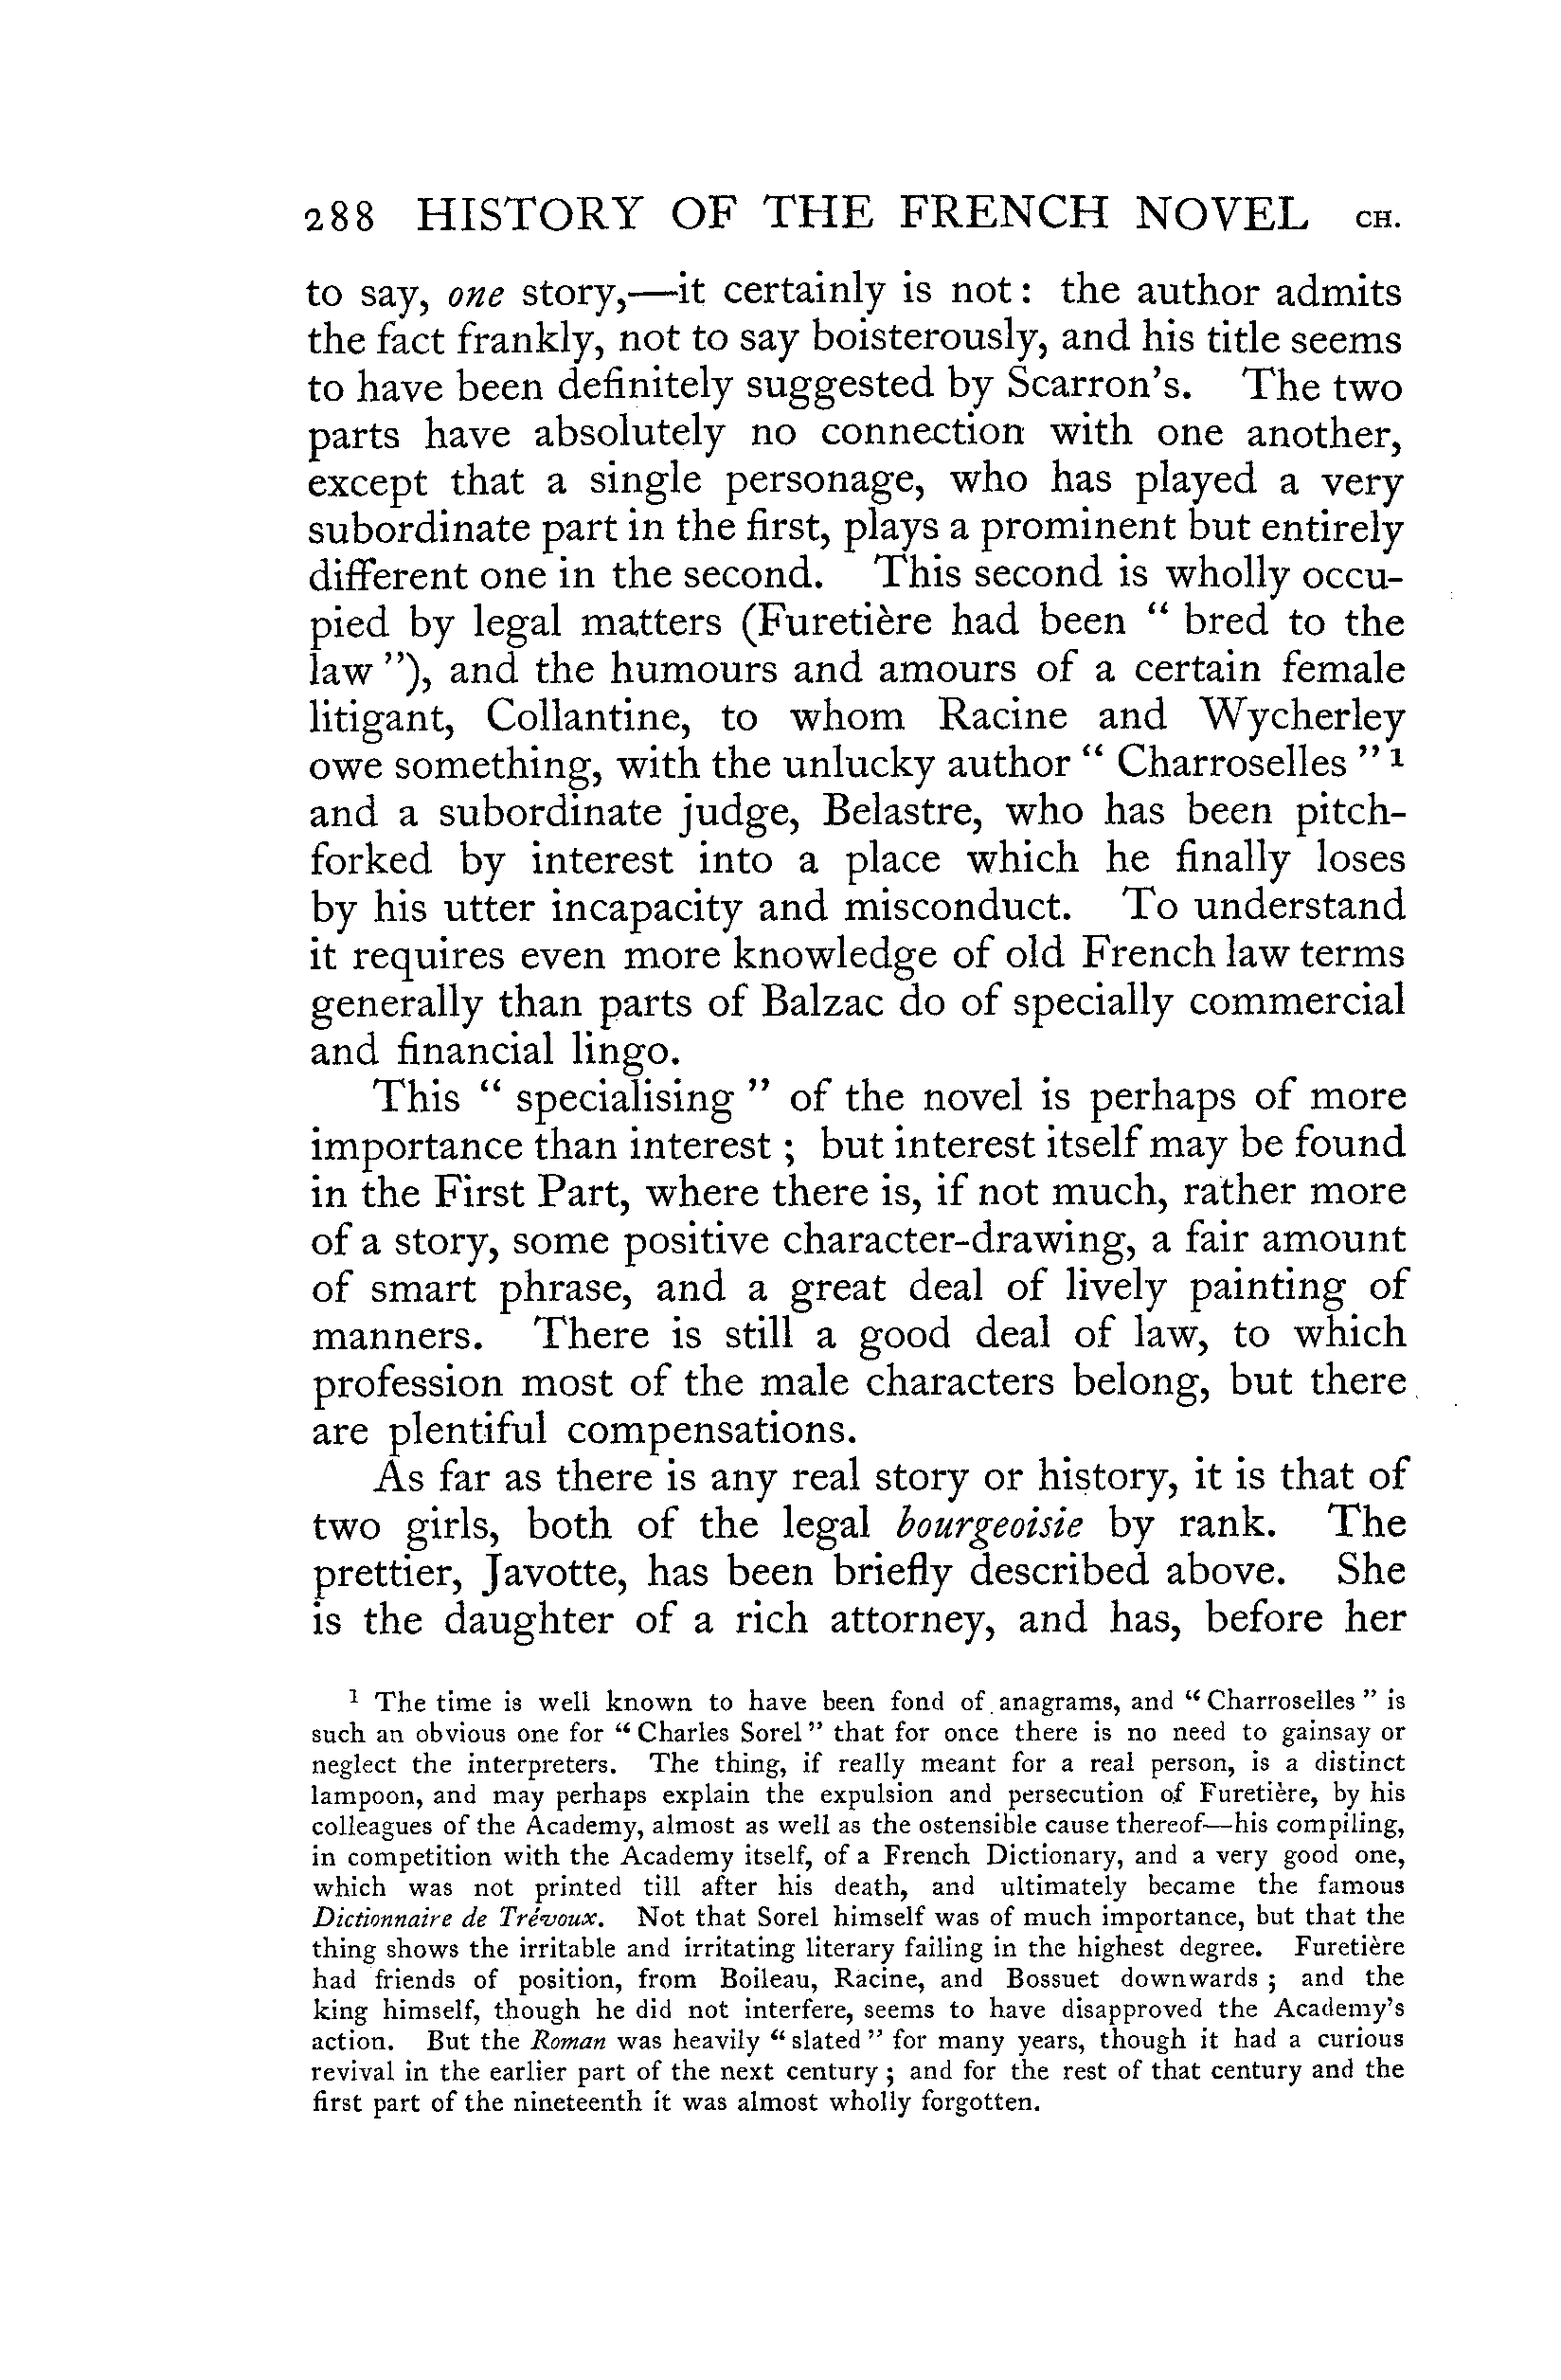 288 HISTORY OF THE FRENCH NOVEL CH.
to say, one story,—it certainly is not: the author admits
the fact frankly, not to say boisterously, and his title seems
to have been definitely suggested by Scarron's. The two
parts have absolutely no connection with one another,
except that a single personage, who has played a very
subordinate part in the first, plays a prominent but entirely
different one in the second. This second is wholly occu-
pied by legal matters (Furetière had been “ bred to the
law ”), and the humours and amours of a certain female
litigant, Collantine, to whom Racine and Wycherley
owe something, with the unlucky author “ Charroselles ” ¹
and a subordinate judge, Belastre, who has been pitch-
forked by interest into a place which he finally loses
by his utter incapacity and misconduct. To understand
it requires even more knowledge of old French law terms
generally than parts of Balzac do of specially commercial
and financial lingo.
This “ specialising ” of the novel is perhaps of more
importance than interest ; but interest itself may be found
in the First Part, where there is, if not much, rather more
of a story, some positive character-drawing, a fair amount
of smart phrase, and a great deal of lively painting of
manners. There is still a good deal of law, to which
profession most of the male characters belong, but there
are plentiful compensations.
As far as there is any real story or history, it is that of
two girls, both of the legal bourgeoisie by rank. The
prettier, Javotte, has been briefly described above. She
is the daughter of a rich attorney, and has, before her
¹ The time is well known to have been fond of anagrams, and “Charroselles” is
such an obvious one for “Charles Sorel” that for once there is no need to gainsay or
neglect the interpreters. The thing, if really meant for a real person, is a distinct
lampoon, and may perhaps explain the expulsion and persecution of Furetière, by his
colleagues of the Academy, almost as well as the ostensible cause thereof—his compiling,
in competition with the Academy itself, of a French Dictionary, and a very good one,
which was not printed till after his death, and ultimately became the famous
Dictionnaire de Trévoux. Not that Sorel himself was of much importance, but that the
thing shows the irritable and irritating literary failing in the highest degree. Furetière
had friends of position, from Boileau, Racine, and Bossuet downwards ; and the
king himself, though he did not interfere, seems to have disapproved the Academy's
action. But the Roman was heavily “slated” for many years, though it had a curious
revival in the earlier part of the next century ; and for the rest of that century and the
first part of the nineteenth it was almost wholly forgotten.